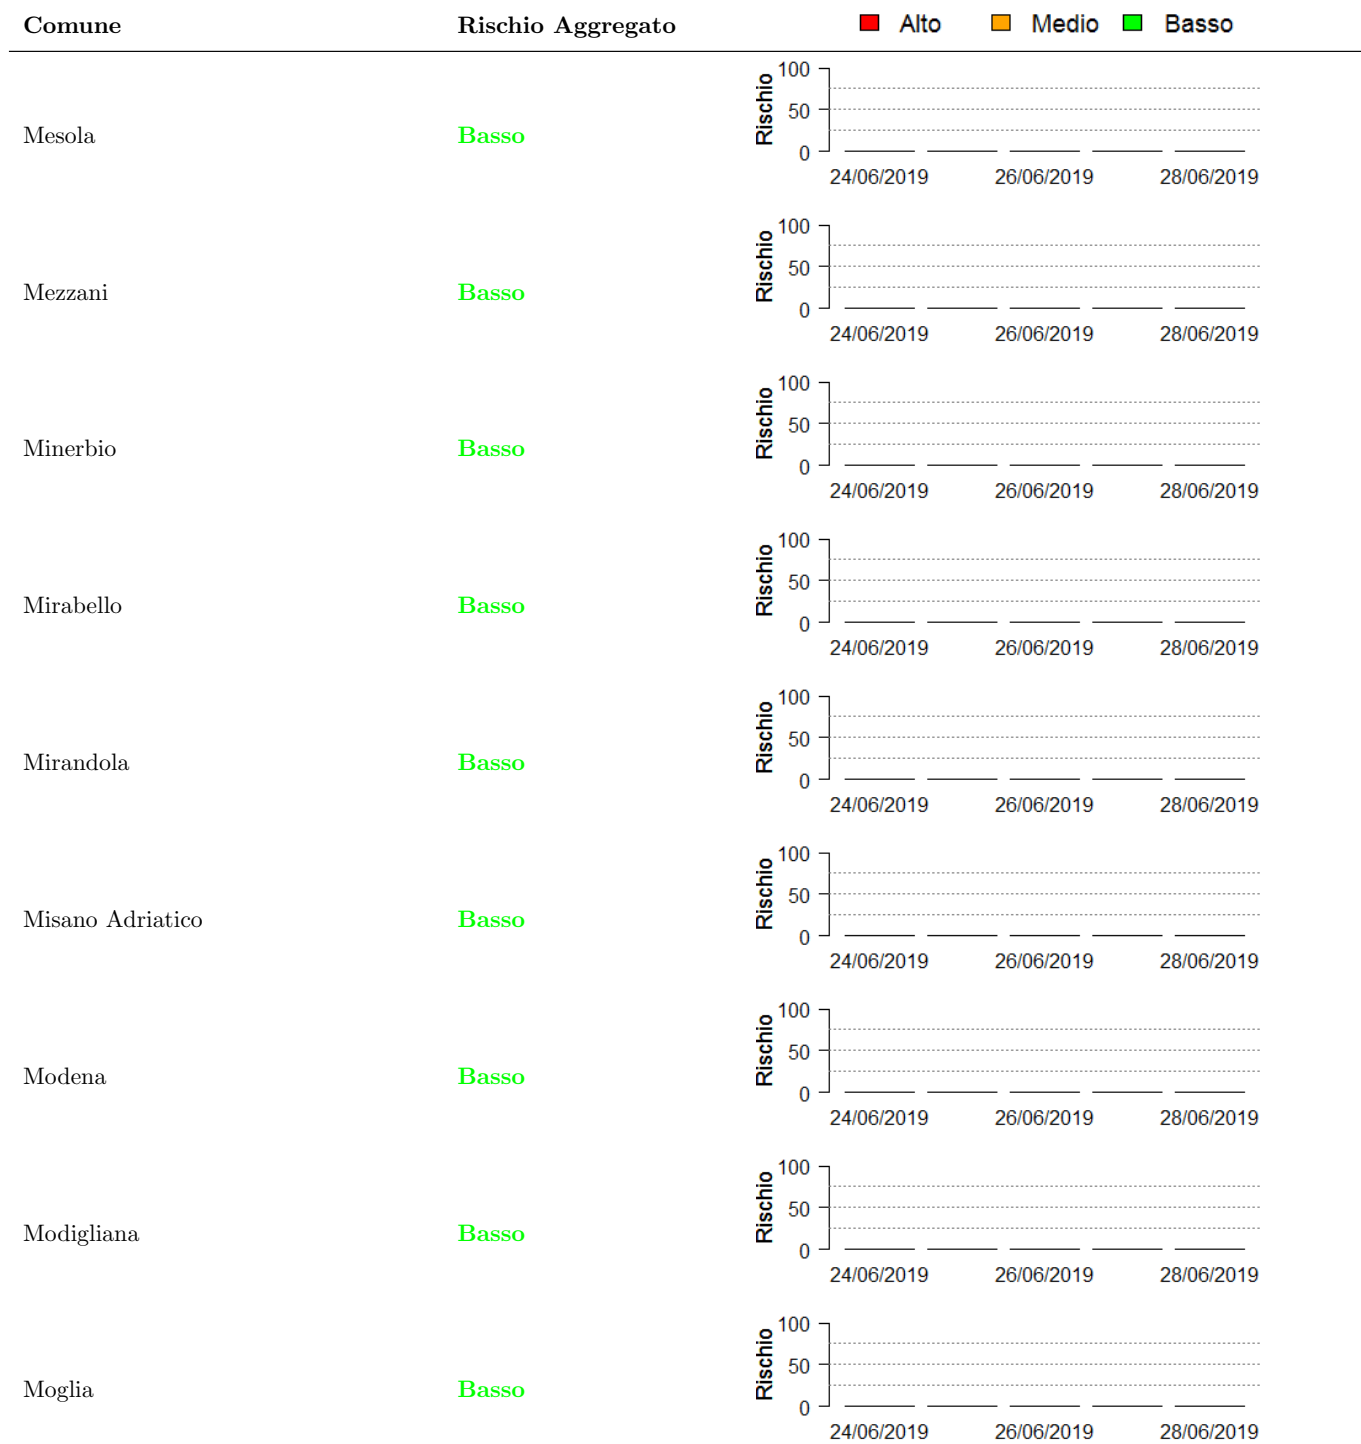 Comune Rischio Aggregato Alto Medio Basso
100
50
0
Rischio
Mesola Basso
24/06/2019 26/06/2019 28/06/2019
100
50
0
Rischio
Mezzani Basso
24/06/2019 26/06/2019 28/06/2019
100
50
0
Rischio
Minerbio Basso
24/06/2019 26/06/2019 28/06/2019
100
50
0
Rischio
Mirabello Basso
24/06/2019 26/06/2019 28/06/2019
100
50
0
Rischio
Mirandola Basso
24/06/2019 26/06/2019 28/06/2019
100
50
0
Rischio
Misano Adriatico Basso
24/06/2019 26/06/2019 28/06/2019
100
50
0
Rischio
Modena Basso
24/06/2019 26/06/2019 28/06/2019
100
50
0
Rischio
Modigliana Basso
24/06/2019 26/06/2019 28/06/2019
100
50
0
Rischio
Moglia Basso
24/06/2019 26/06/2019 28/06/2019